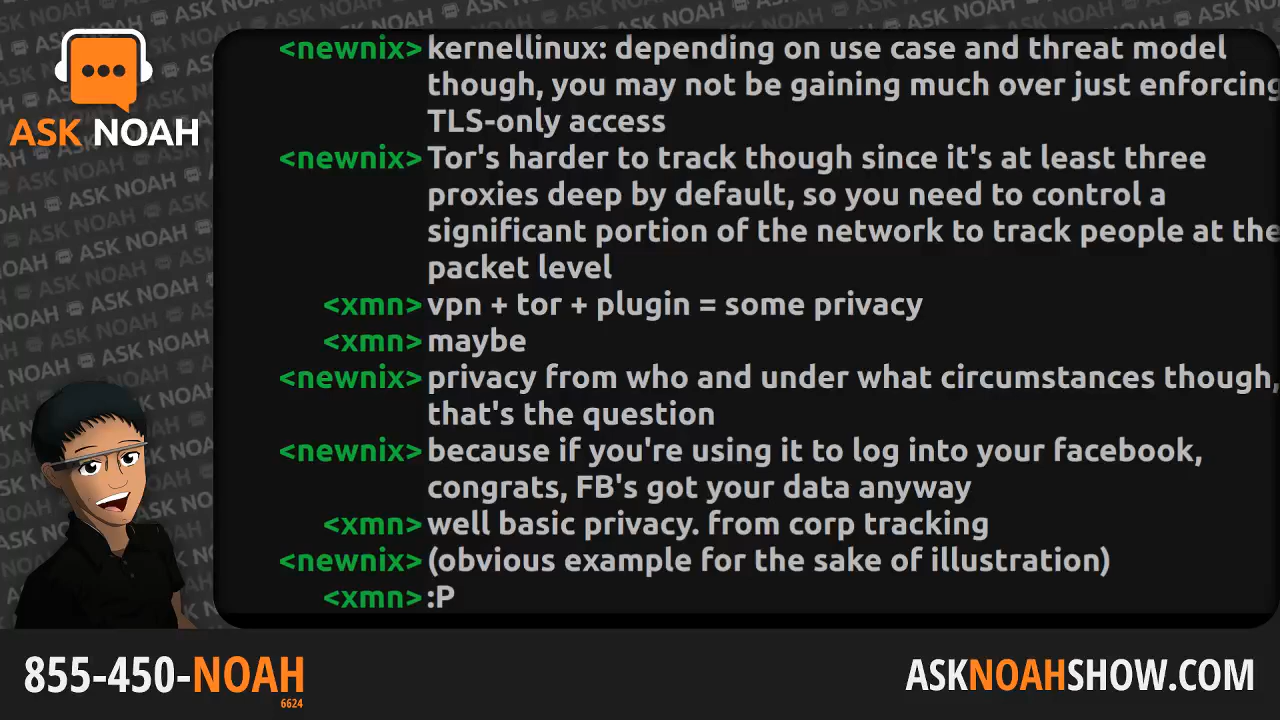 ASK NOAH
<newnix> kernellinux: depending on use case and threat model
though, you may not be gaining much over just enforcing
TLS-only access
<newnix> Tor's harder to track though since it's at least three
proxies deep by default, so you need to control a
significant portion of the network to track people at the
packet level
<xmn> vpn + tor + plugin = some privacy
<xmn> maybe
<newnix> privacy from who and under what circumstances though,
that's the question
<newnix> because if you're using it to log into your facebook,
congrats, FB's got your data anyway
<xmn> well basic privacy. from corp tracking
<newnix> (obvious example for the sake of illustration)
<xmn> :P
855-450-NOAH
6624
ASKNOAHSHOW.COM